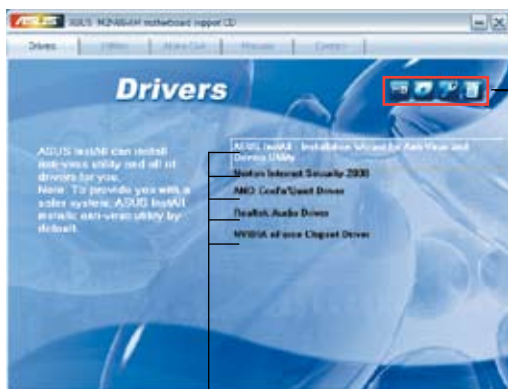 ASUS M2N68-AM motherboard support CD
Drivers Utilities Make Disk Manuals Contact
Drivers
ASUS InstAll can install
anti-virus utility and all of
drivers for you.
Note: To provide you with a
safer system, ASUS InstAll
installs anti-virus utility by
default.
ASUS InstAll - Installation Wizard for Anti-Virus and
Drivers Utility
Norton Internet Security 2008
AMD Cool'n'Quiet Driver
Realtek Audio Driver
NVIDIA nForce Chipset Driver